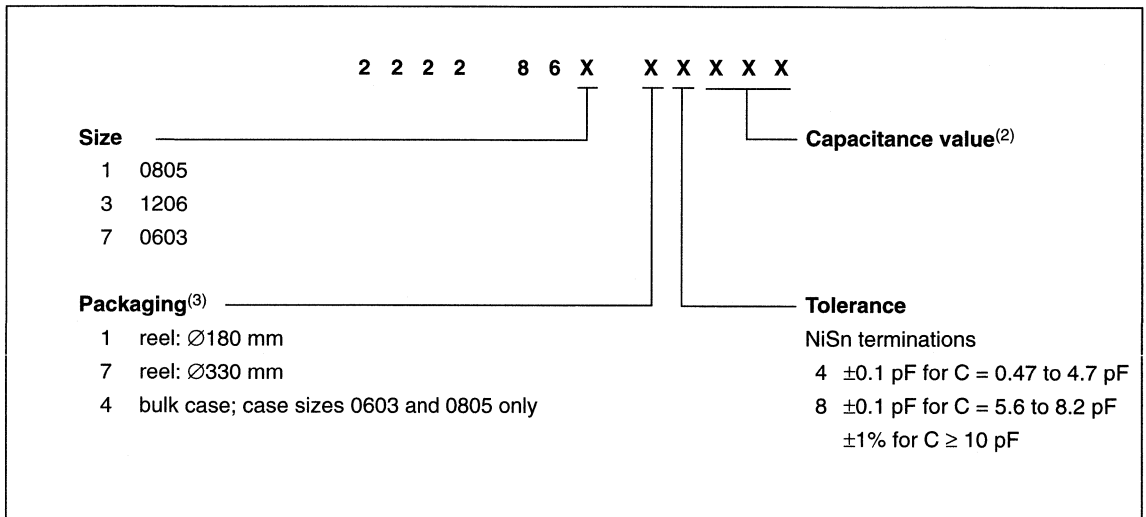 2 2 2 2 8 6 X X X X X X
Size
1 0805
3 1206
7 0603
Capacitance value(2)
Packaging(3)
1 reel: ∅180 mm
7 reel: ∅330 mm
4 bulk case; case sizes 0603 and 0805 only
Tolerance
NiSn terminations
4 ±0.1 pF for C = 0.47 to 4.7 pF
8 ±0.1 pF for C = 5.6 to 8.2 pF
±1% for C ≥ 10 pF